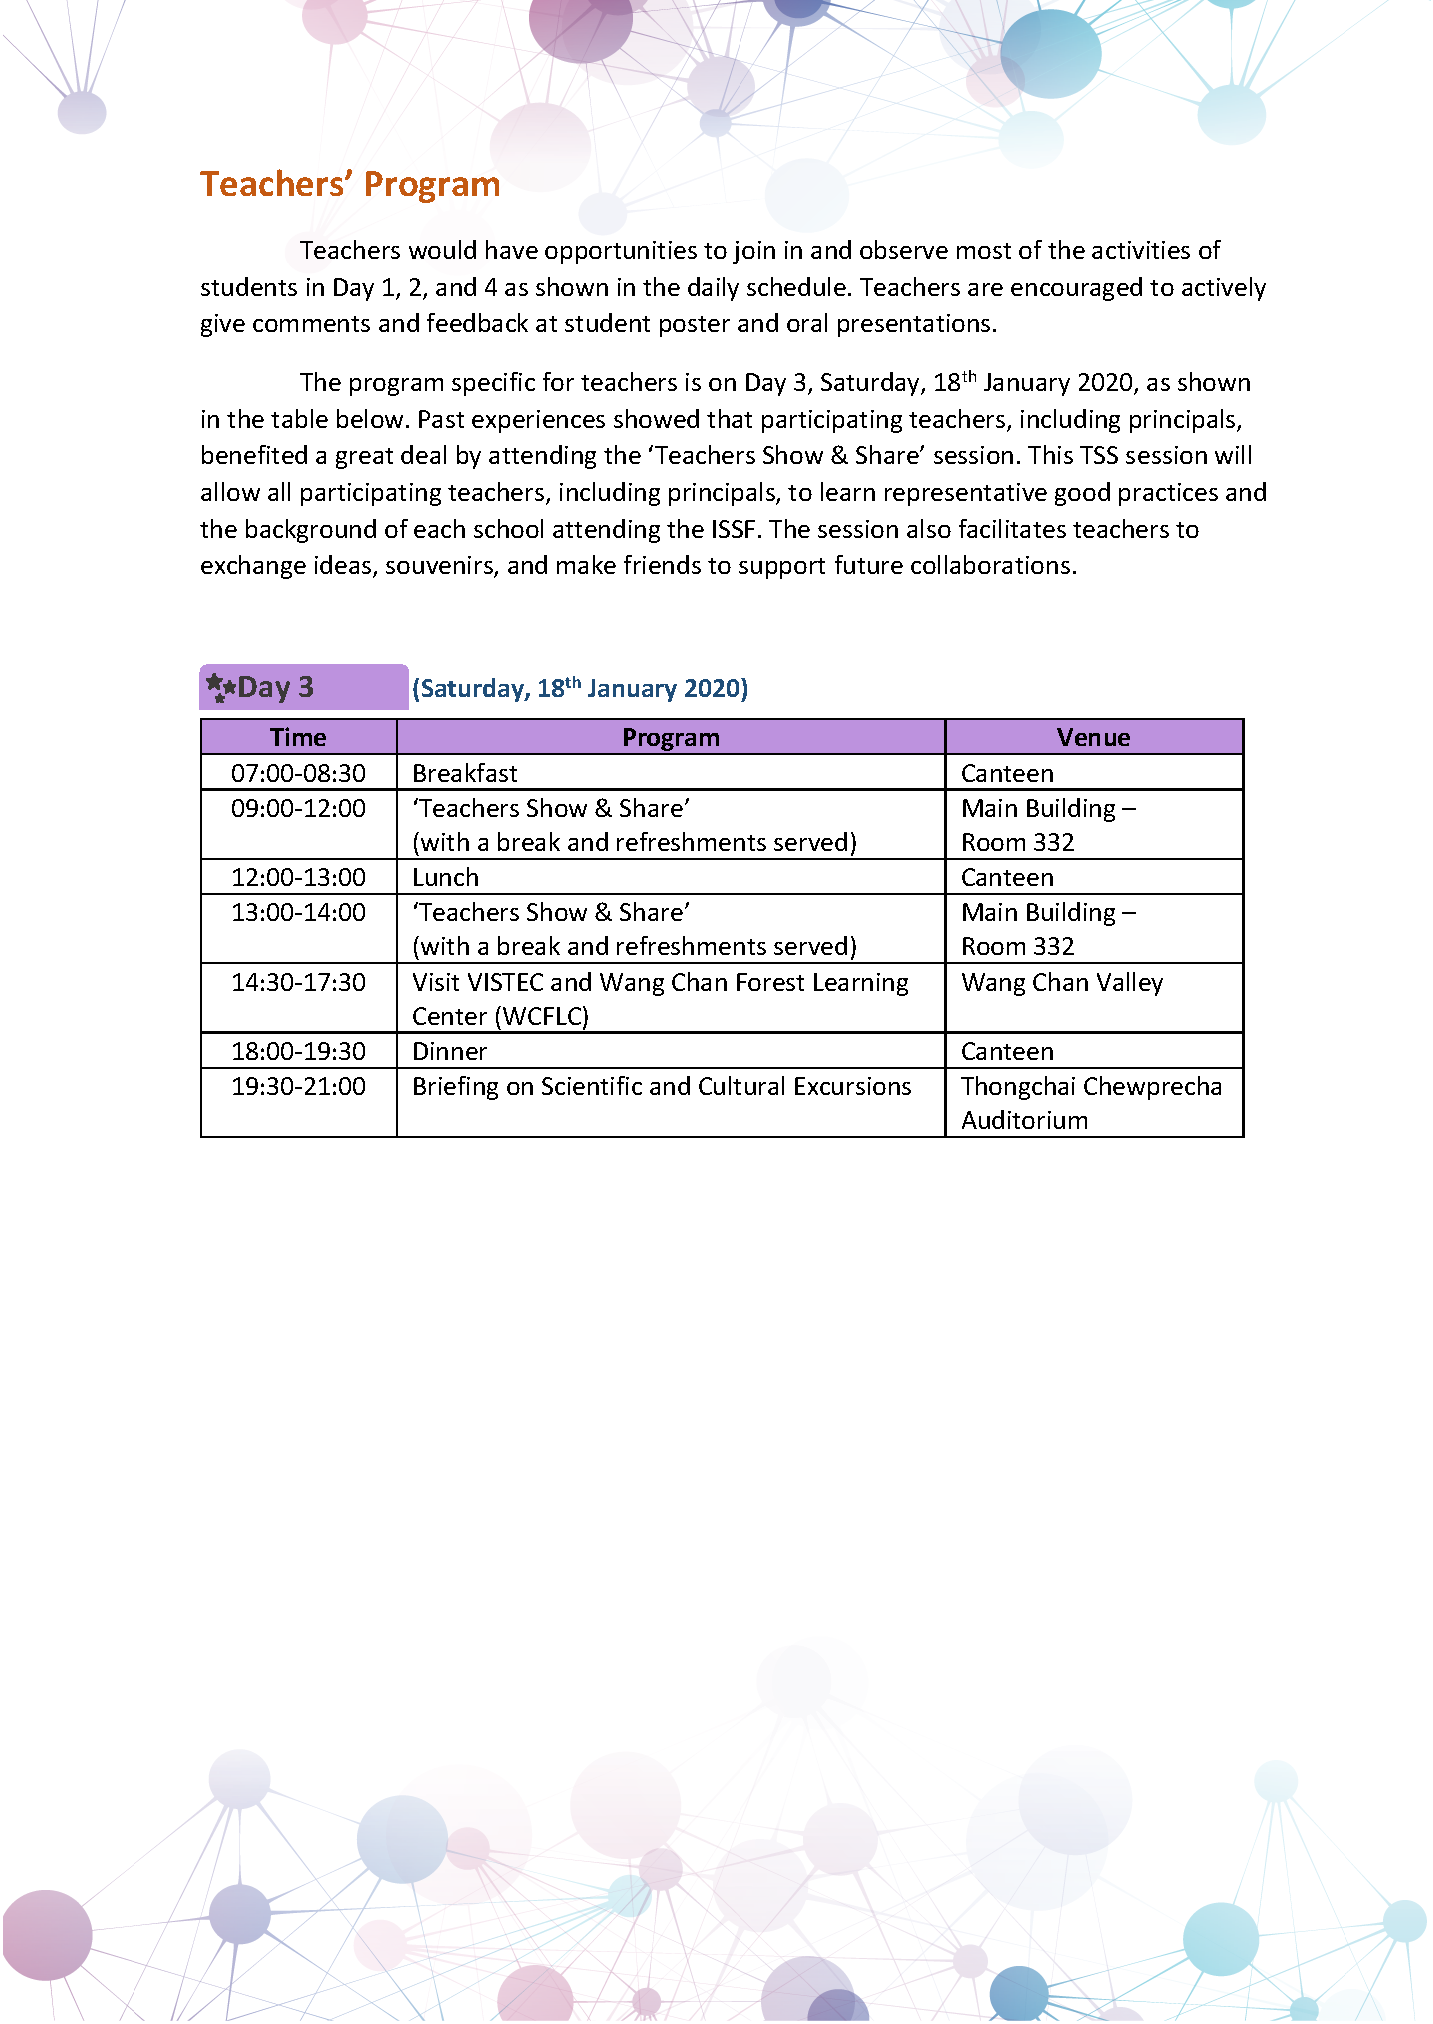 Teachers’ Program
Teachers would have opportunities to join in and observe most of the activities of
students in Day 1, 2, and 4 as shown in the daily schedule. Teachers are encouraged to actively
give comments and feedback at student poster and oral presentations.
The program specific for teachers is on Day 3, Saturday, 18th January 2020, as shown
in the table below. Past experiences showed that participating teachers, including principals,
benefited a great deal by attending the ‘Teachers Show & Share’ session. This TSS session will
allow all participating teachers, including principals, to learn representative good practices and
the background of each school attending the ISSF. The session also facilitates teachers to
exchange ideas, souvenirs, and make friends to support future collaborations.
Day 3 (Saturday, 18th January 2020)
Time Program Venue
07:00-08:30 Breakfast Canteen
09:00-12:00 ‘Teachers Show & Share’ Main Building –
(with a break and refreshments served) Room 332
12:00-13:00 Lunch Canteen
13:00-14:00 ‘Teachers Show & Share’ Main Building –
(with a break and refreshments served) Room 332
14:30-17:30 Visit VISTEC and Wang Chan Forest Learning Wang Chan Valley
Center (WCFLC)
18:00-19:30 Dinner Canteen
19:30-21:00 Briefing on Scientific and Cultural Excursions Thongchai Chewprecha
Auditorium